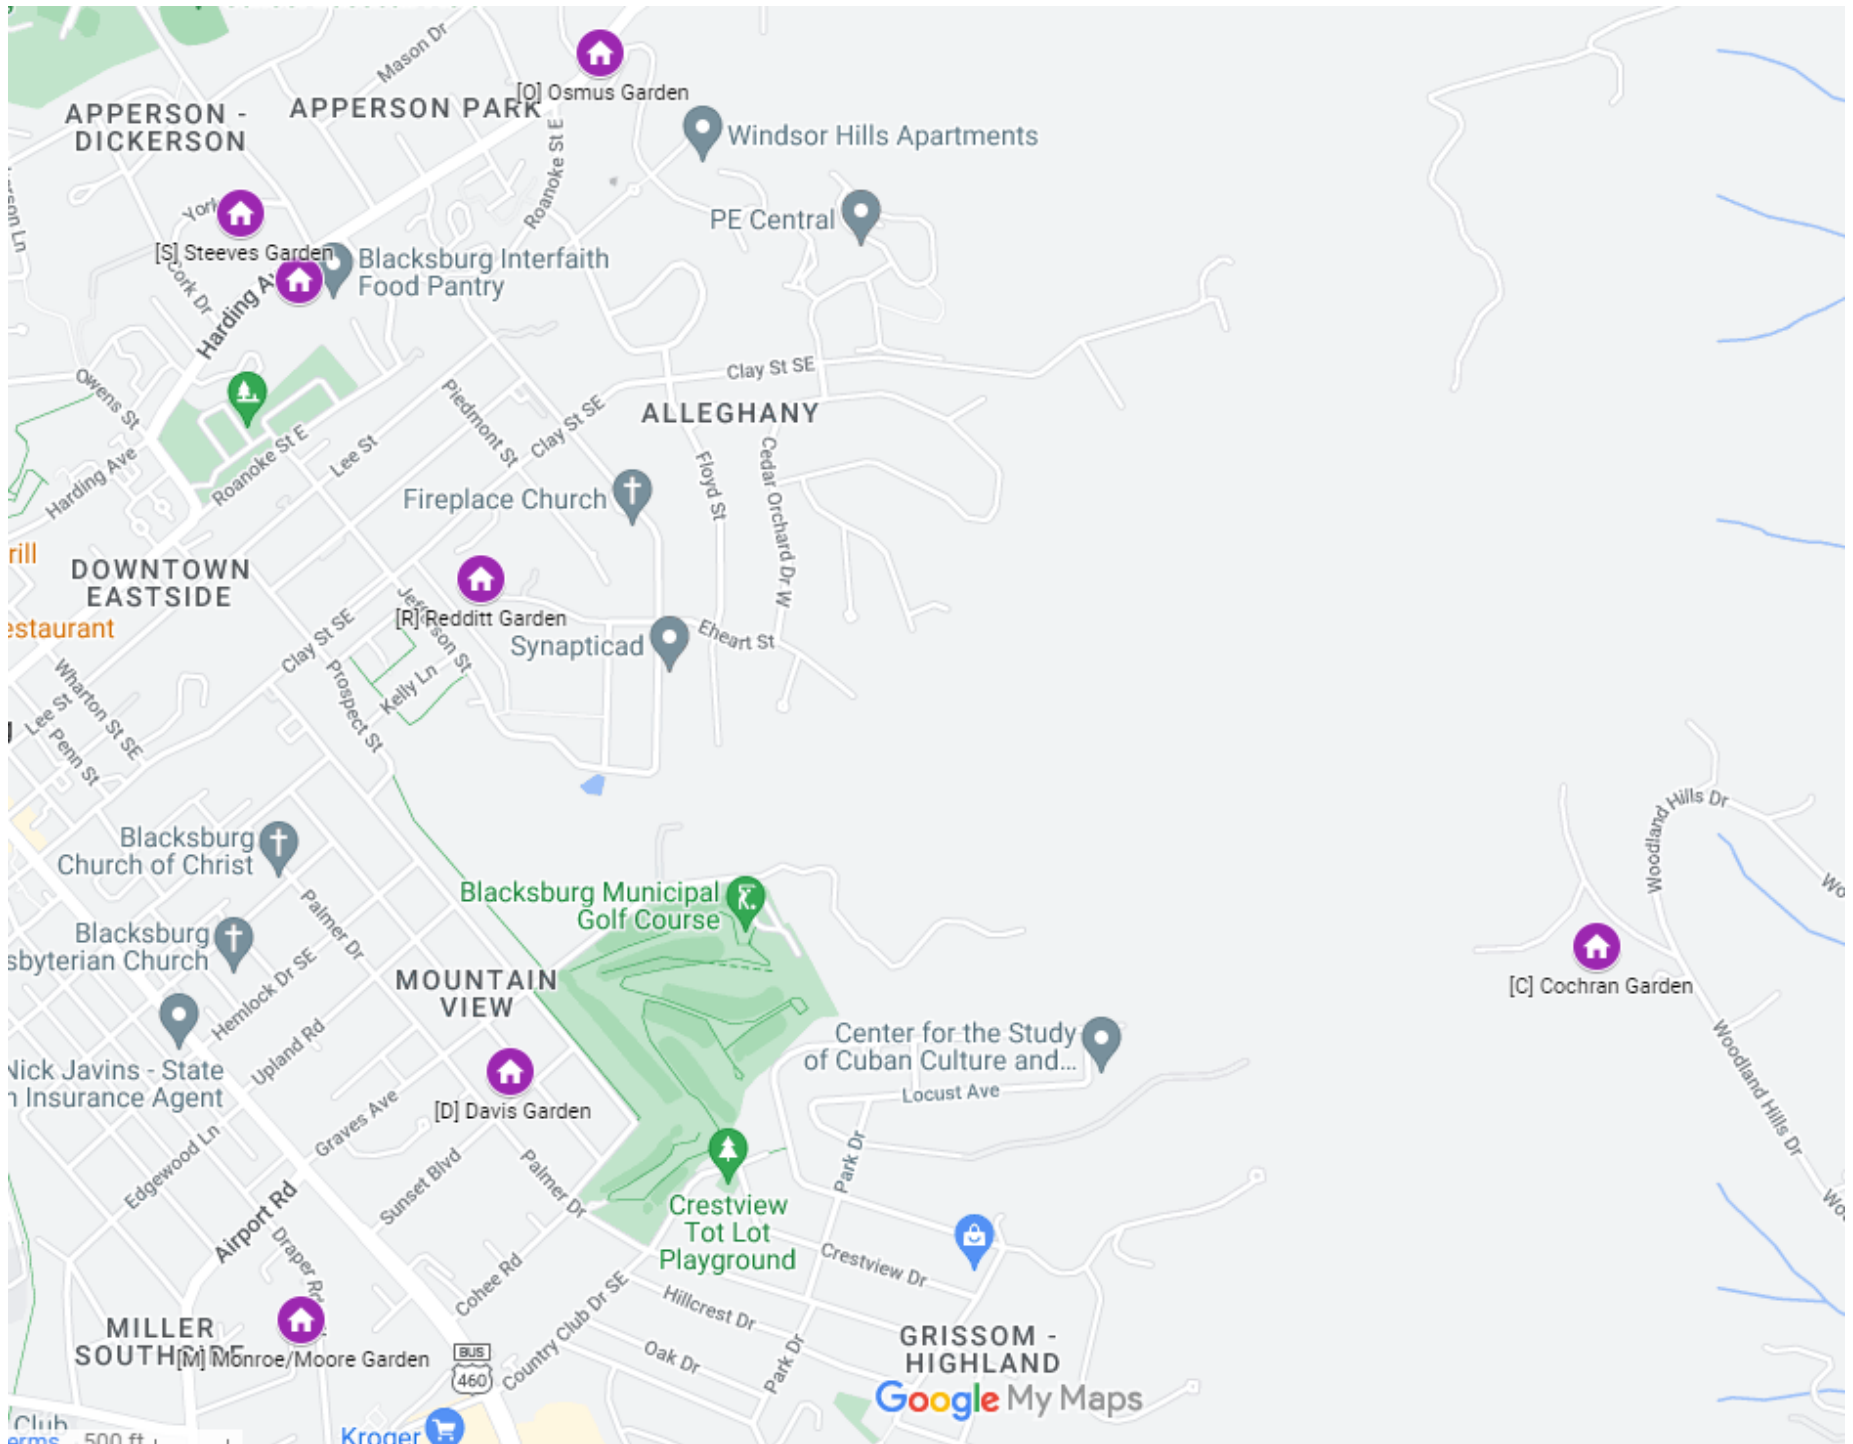 Mason Dr
[O] Osmus Garden
APPERSON PARK
APPERSON -
DICKERSON
Windsor Hills Apartments
Roanoke St E
York
PE Central
[S] Steeves Garden
Blacksburg Interfaith
Food Pantry
Cork Dr
Harding A
Owens St
Clay St SE
Piedmont St
ALLEGHANY
Clay St SE
Lee St
Roanoke St E
Harding Ave
Floyd St
Cedar Orchard Dr W
Fireplace Church
rill
DOWNTOWN
EASTSIDE
estaurant
[R] Redditt Garden
Jefferson St
Synapticad
Eheart St
Clay St SE
Kelly Ln
Prospect St
Wharton St SE
Lee St
Penn St
Woodland Hills Dr
Wo
Blacksburg
Church of Christ
Palmer Dr
Blacksburg Municipal
Golf Course
Blacksburg
sbyterian Church
Hemlock Dr SE
MOUNTAIN
VIEW
[C] Cochran Garden
Upland Rd
Center for the Study
of Cuban Culture and...
Locust Ave
Woodland Hills Dr
Nick Javins - State
n Insurance Agent
[D] Davis Garden
Graves Ave
Edgewood Ln
Sunset Blvd
Palmer Dr
Park Dr
Airport Rd
Crestview
Tot Lot
Playground
Woo
Draper Rd
Cohee Rd
Crestview Dr
Country Club Dr SE
Hillcrest Dr
MILLER
SOUTHSIDE
[M] Monroe/Moore Garden
BUS
460
Oak Dr
Park Dr
GRISSOM -
HIGHLAND
Google My Maps
Club
Kroger
erms
500 ft